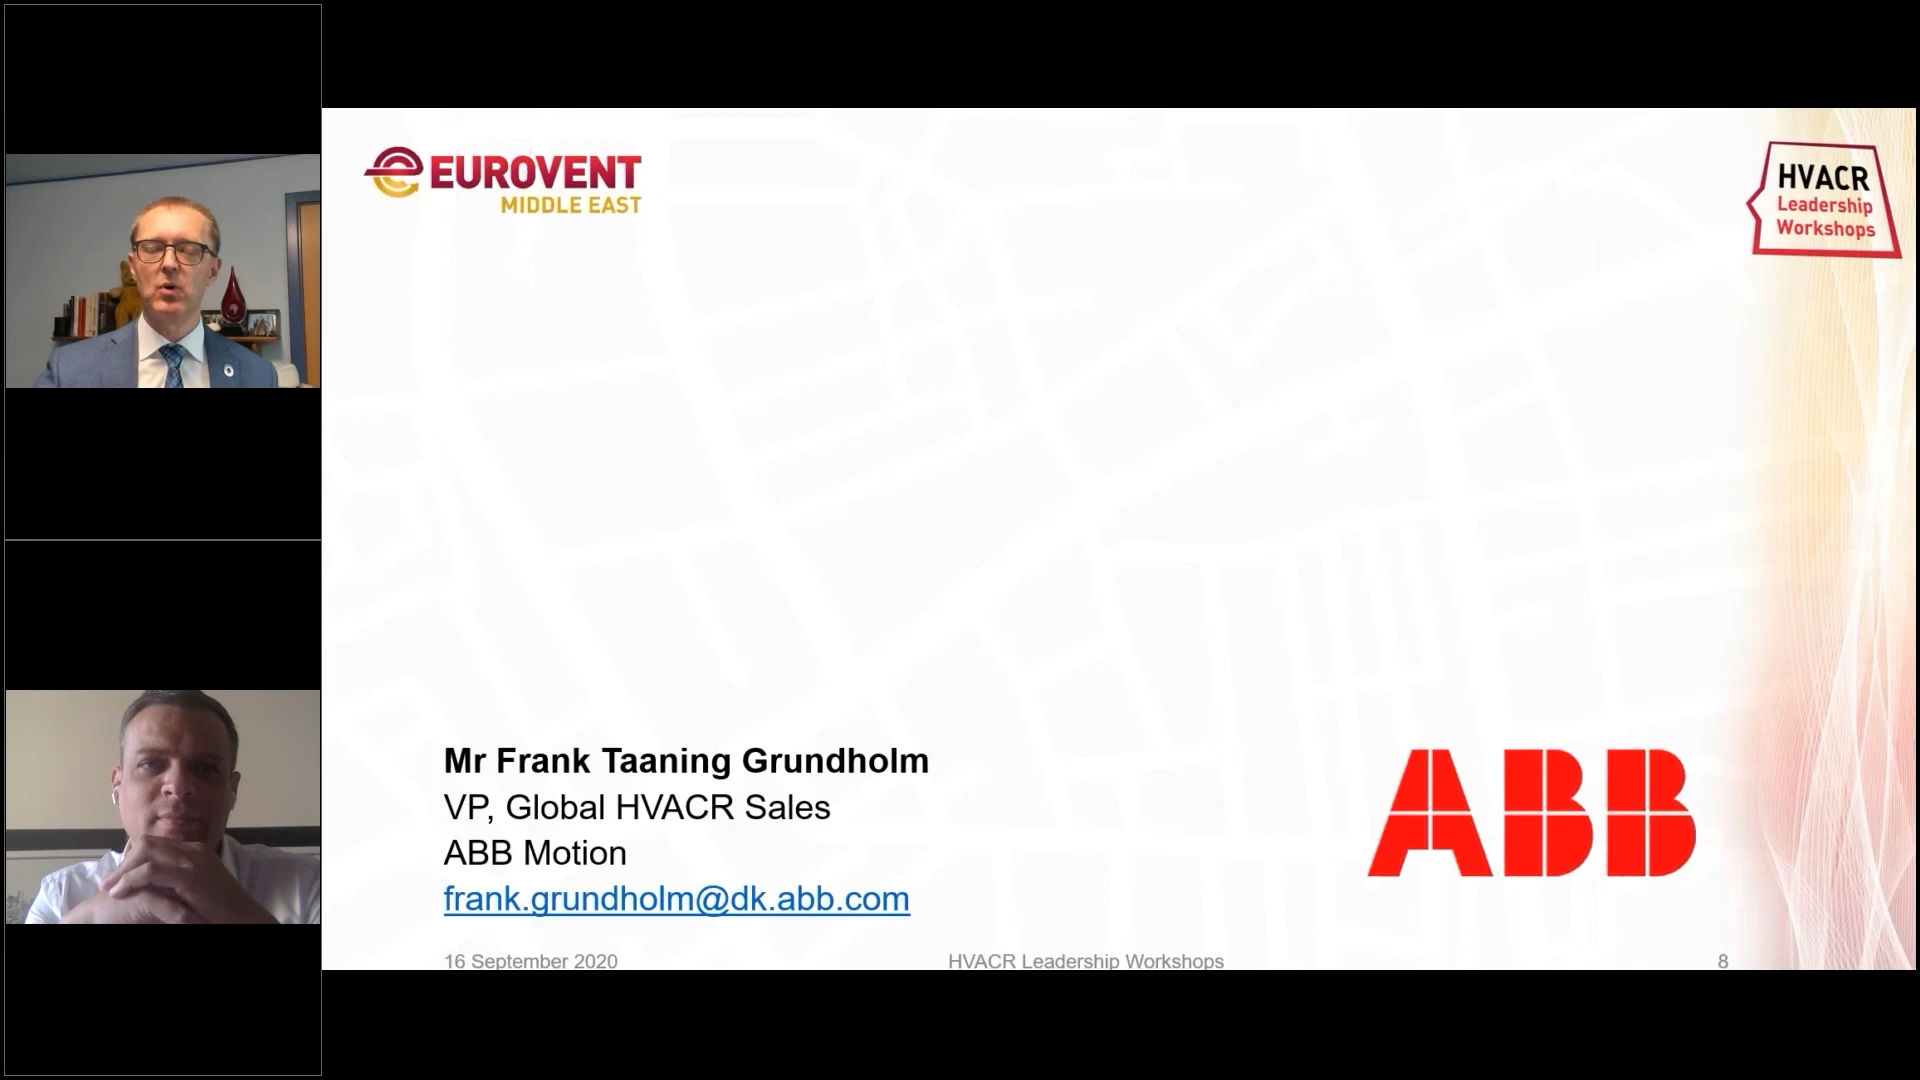 EUROVENT
MIDDLE EAST
HVACR
Leadership
Workshops
Mr Frank Taaning Grundholm
VP, Global HVACR Sales
ABB Motion
frank.grundholm@dk.abb.com
ABB
16 September 2020
HVACR Leadership Workshops
8